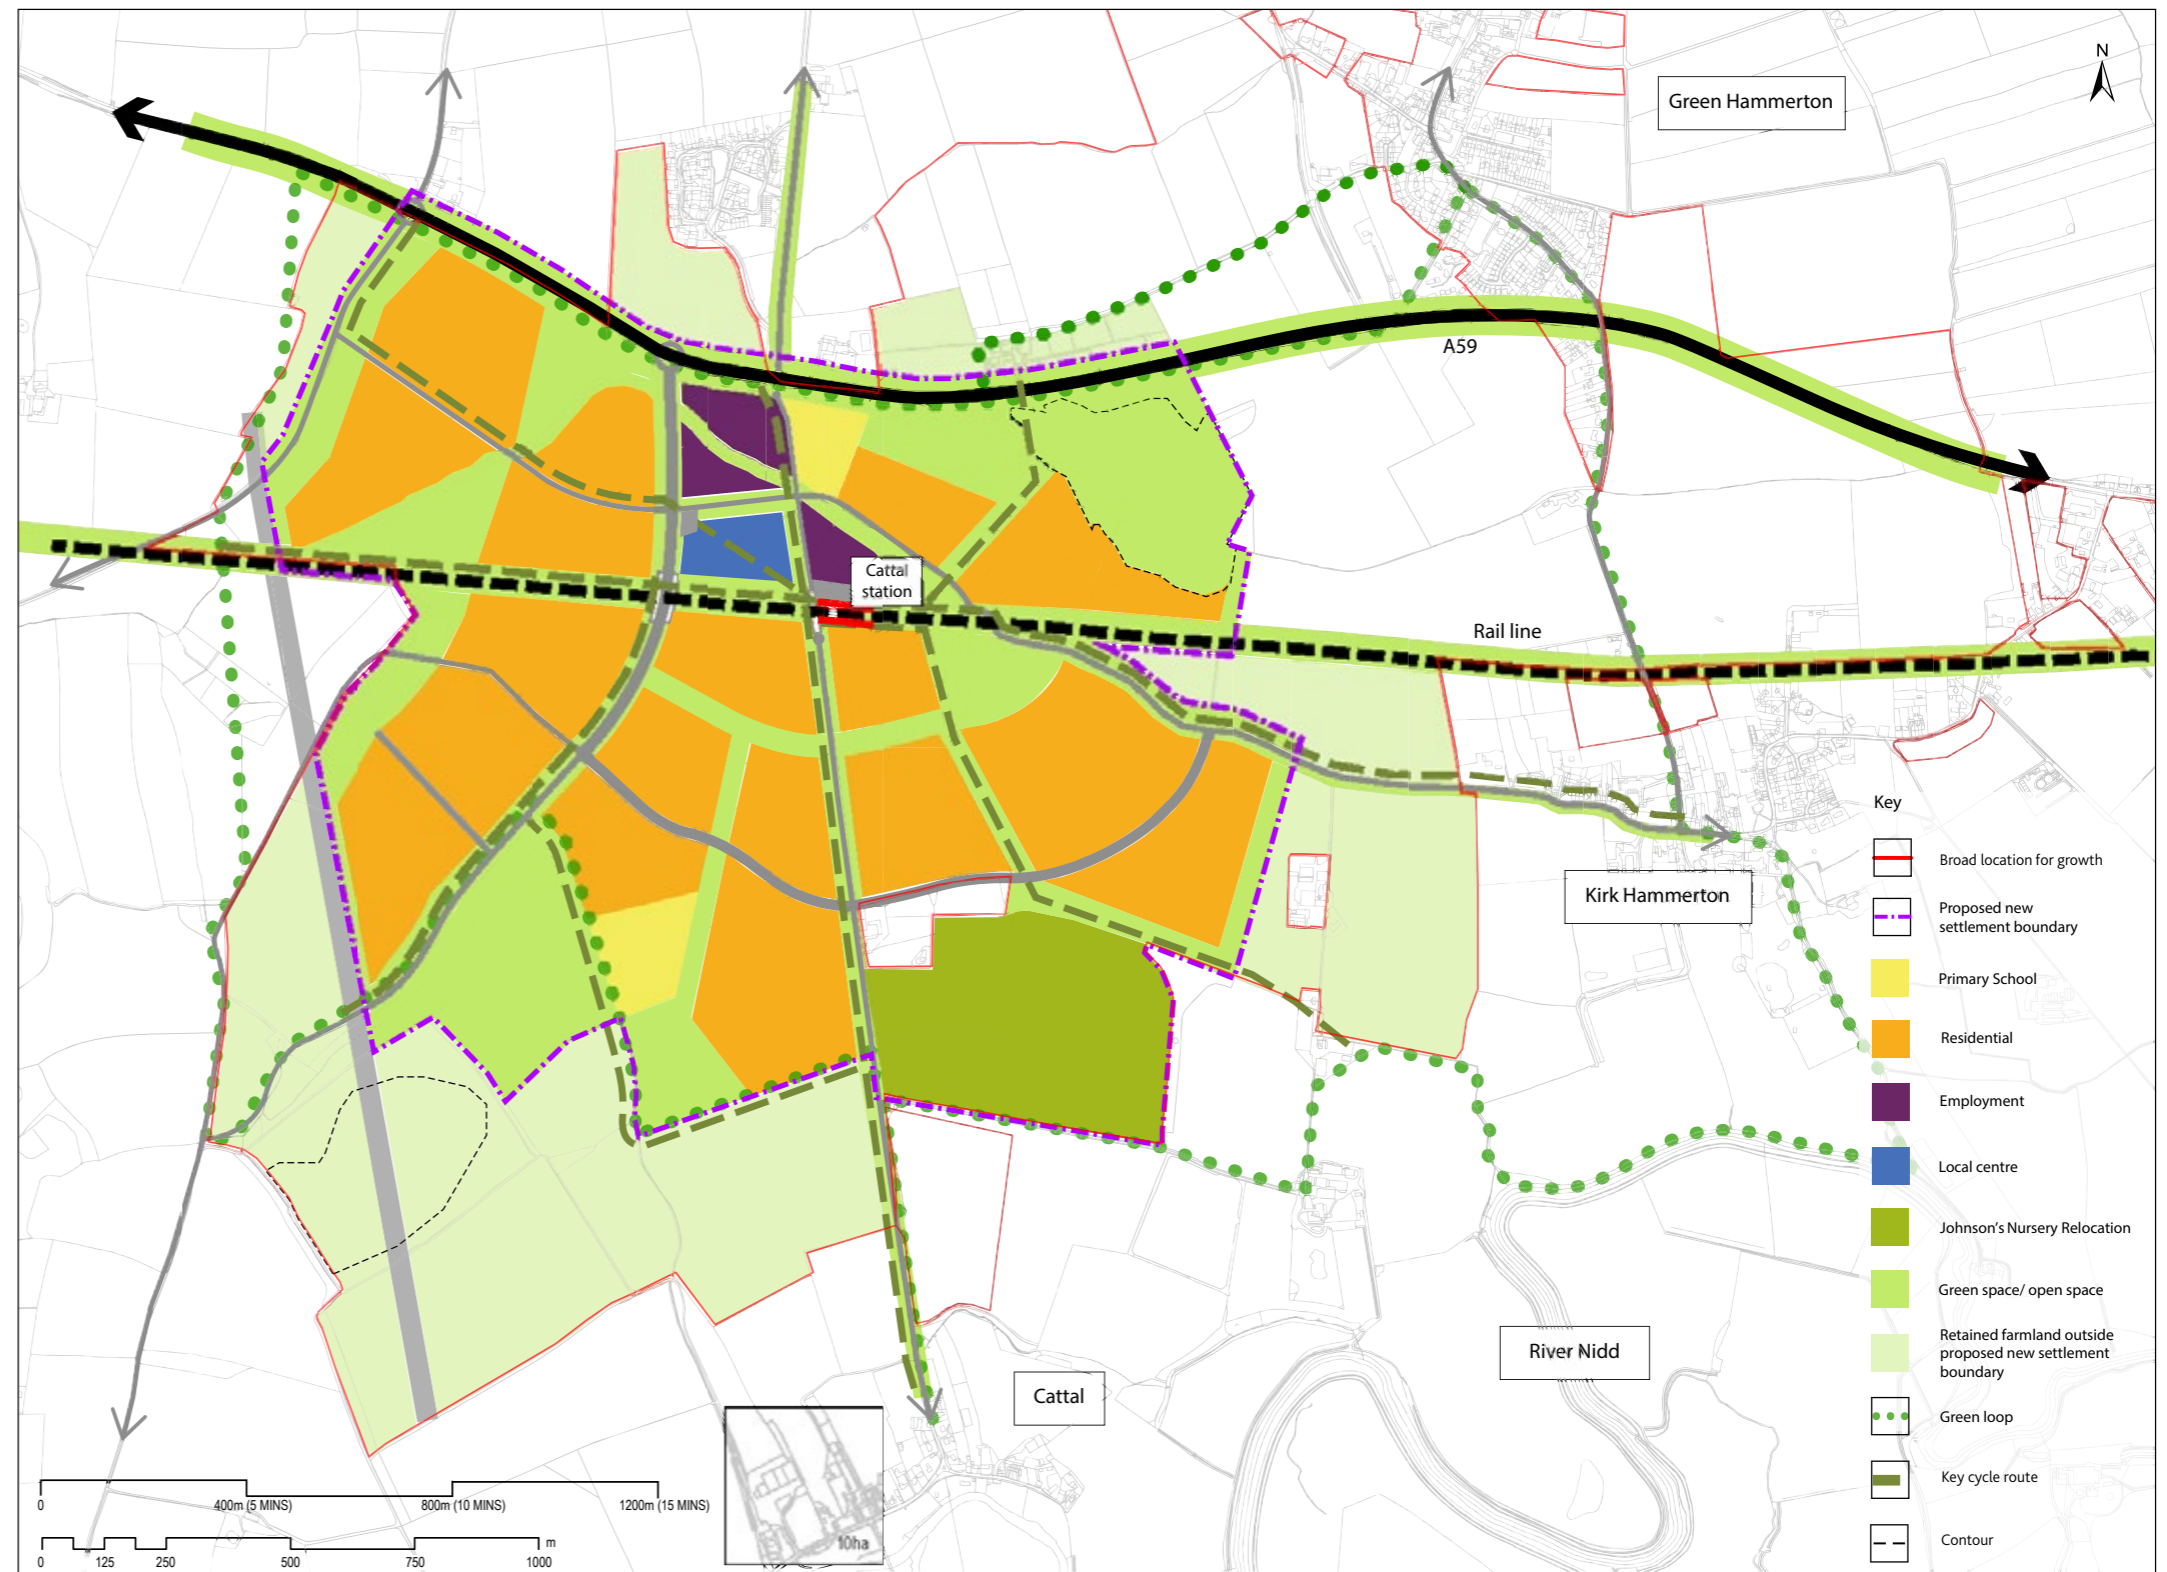 N
Green Hammerton
A59
Cattal
station
Rail line
Kirk Hammerton
River Nidd
Cattal
Key
Broad location for growth
Proposed new
settlement boundary
Primary School
Residential
Employment
Local centre
Johnson's Nursery Relocation
Green space/ open space
Retained farmland outside
proposed new settlement
boundary
Green loop
Key cycle route
Contour
0 400m (5 MINS) 800m (10 MINS) 1200m (15 MINS)
m
0 125 250 500 750 1000
10ha